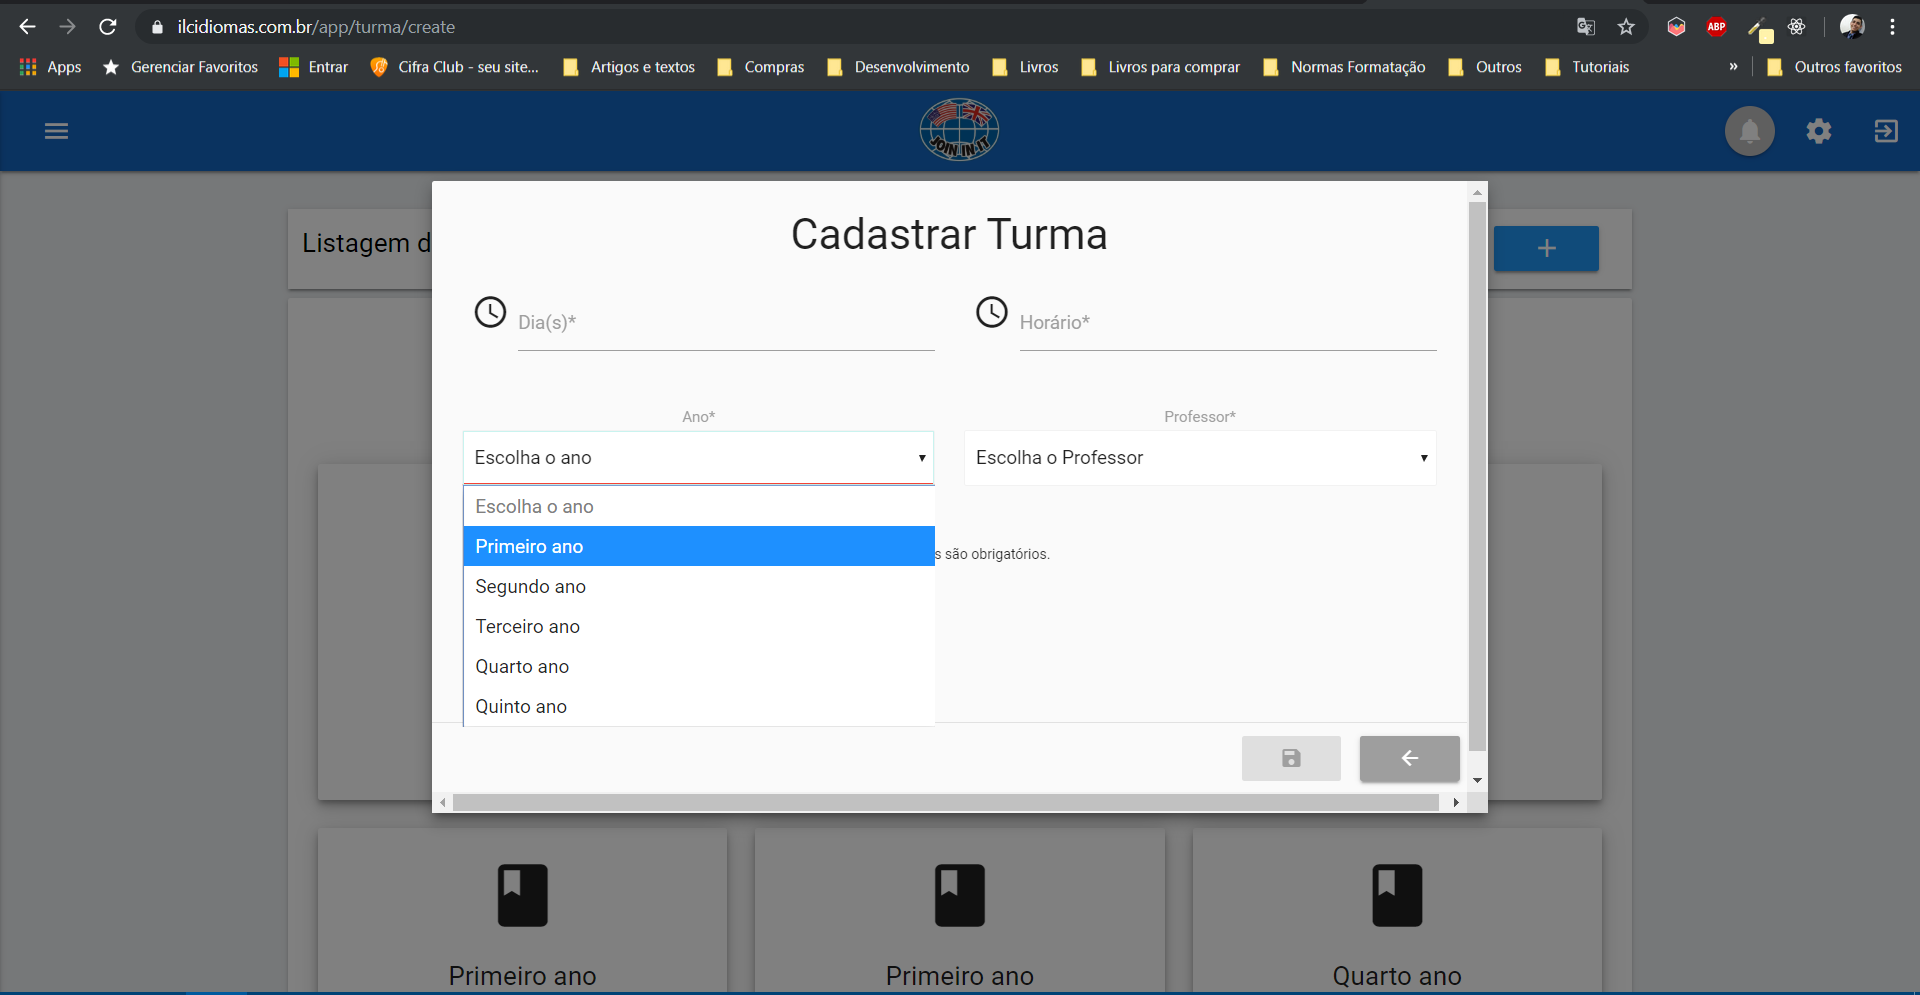 ilcidiomas.com.br/app/turma/create
ABP
Apps Gerenciar Favoritos Entrar Cifra Club - seu site... Artigos e textos Compras Desenvolvimento Livros Livros para comprar Normas Formatação Outros Tutoriais » Outros favoritos
JOIN IN IT
Listagem d
+
Cadastrar Turma
Dia(s)* Horário*
Ano* Professor*
Escolha o ano Escolha o Professor
Escolha o ano
Primeiro ano
s são obrigatórios.
Segundo ano
Terceiro ano
Quarto ano
Quinto ano
Primeiro ano Primeiro ano Quarto ano